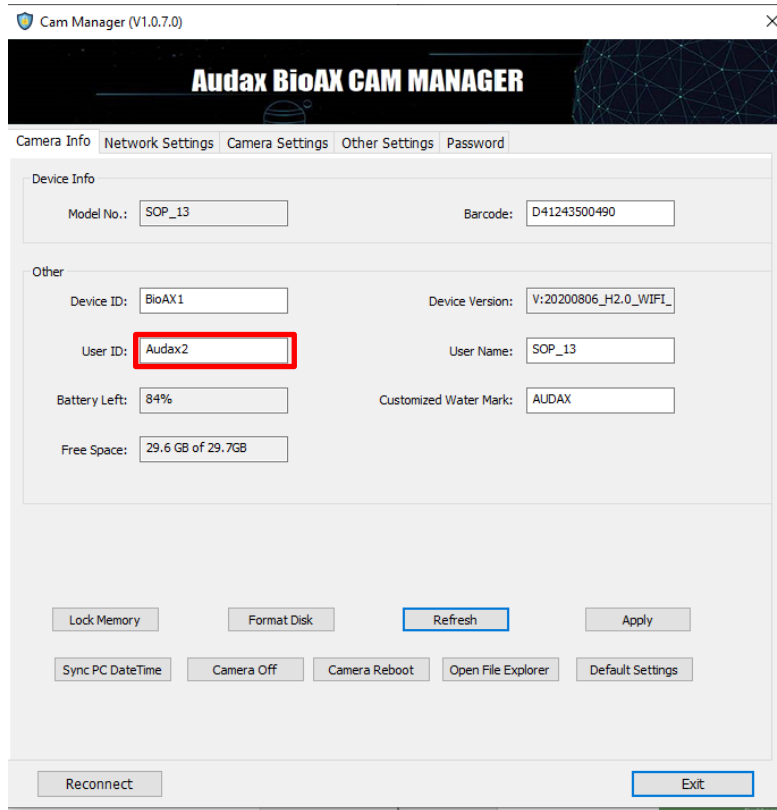 Cam Manager (V1.0.7.0)
Audax BioAX CAM MANAGER
Camera Info Network Settings Camera Settings Other Settings Password
Device Info
Model No.: SOP_13 Barcode: D41243500490
Other
Device ID: BioAX1 Device Version: V:20200806_H2.0_WIFI_
User ID: Audax2 User Name: SOP_13
Battery Left: 84% Customized Water Mark: AUDAX
Free Space: 29.6 GB of 29.7GB
Lock Memory Format Disk Refresh Apply
Sync PC DateTime Camera Off Camera Reboot Open File Explorer Default Settings
Reconnect Exit